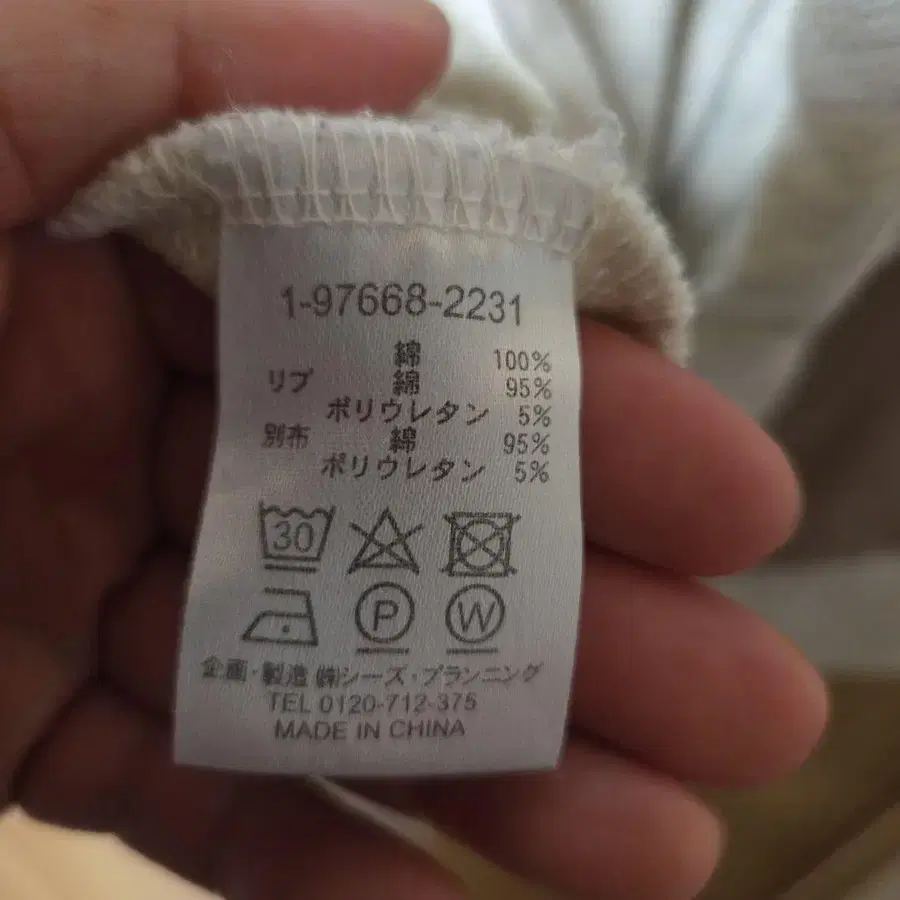 1-97668-2231
綿 100%
リブ 綿 95%
ポリウレタン 5%
別布 綿 95%
ポリウレタン 5%
30
P W
企画・製造 ㈱シーズ・プランニング
TEL 0120-712-375
MADE IN CHINA